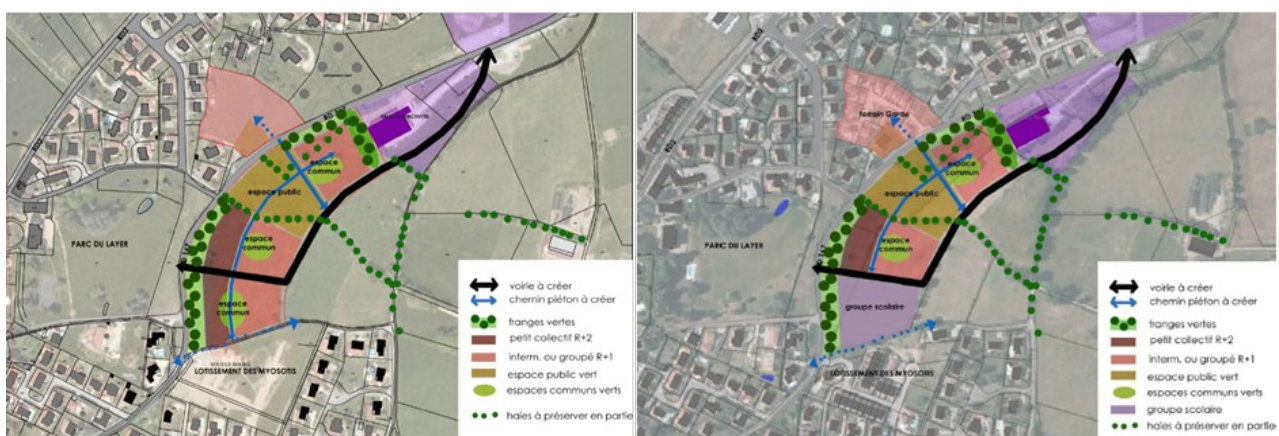 RD2
RD
espace
commun
espace public
espace
commun
PARC DU LAYER
espace
commun
LOTISSEMENT DES MYOSOTIS
voirie à créer
chemin piéton à créer
franges vertes
petit collectif R+2
interm. ou groupé R+1
espace public vert
espaces communs verts
haies à préserver en partie
RD2
terrain Garde
espace
commun
espace public
espace
commun
PARC DU LAYER
groupe scolaire
LOTISSEMENT DES MYOSOTIS
voirie à créer
chemin piéton à créer
franges vertes
petit collectif R+2
interm. ou groupé R+1
espace public vert
espaces communs verts
groupe scolaire
haies à préserver en partie